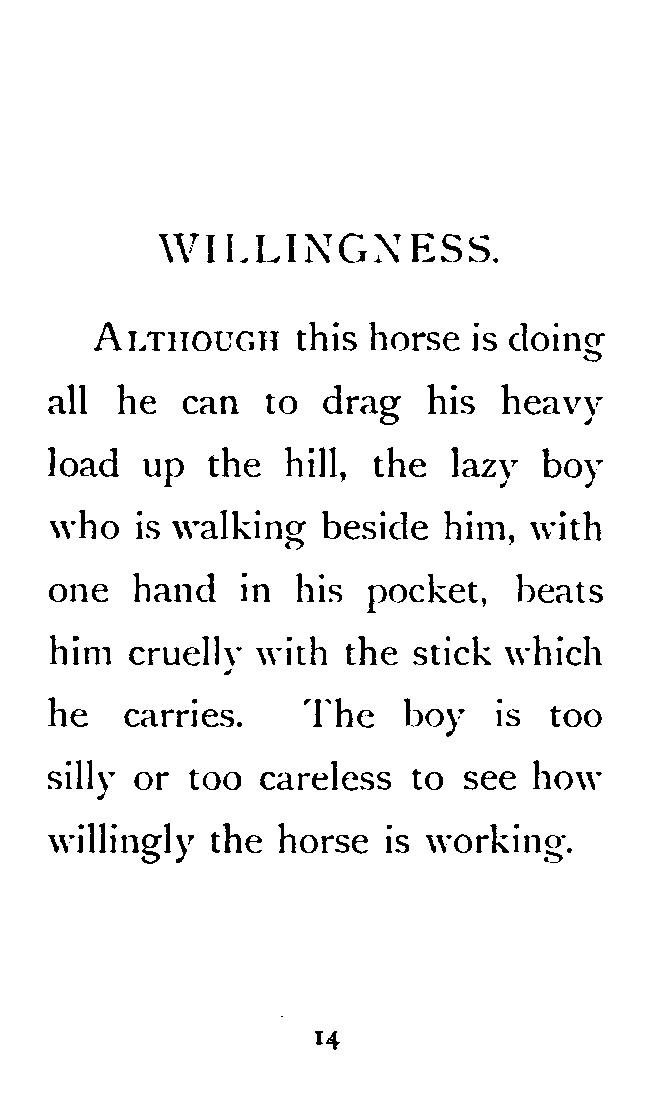 WILLINGNESS.
ALTHOUGH this horse is doing
all he can to drag his heavy
load up the hill, the lazy boy
who is walking beside him, with
one hand in his pocket, beats
him cruelly with the stick which
he carries. The boy is too
silly or too careless to see how
willingly the horse is working.
14